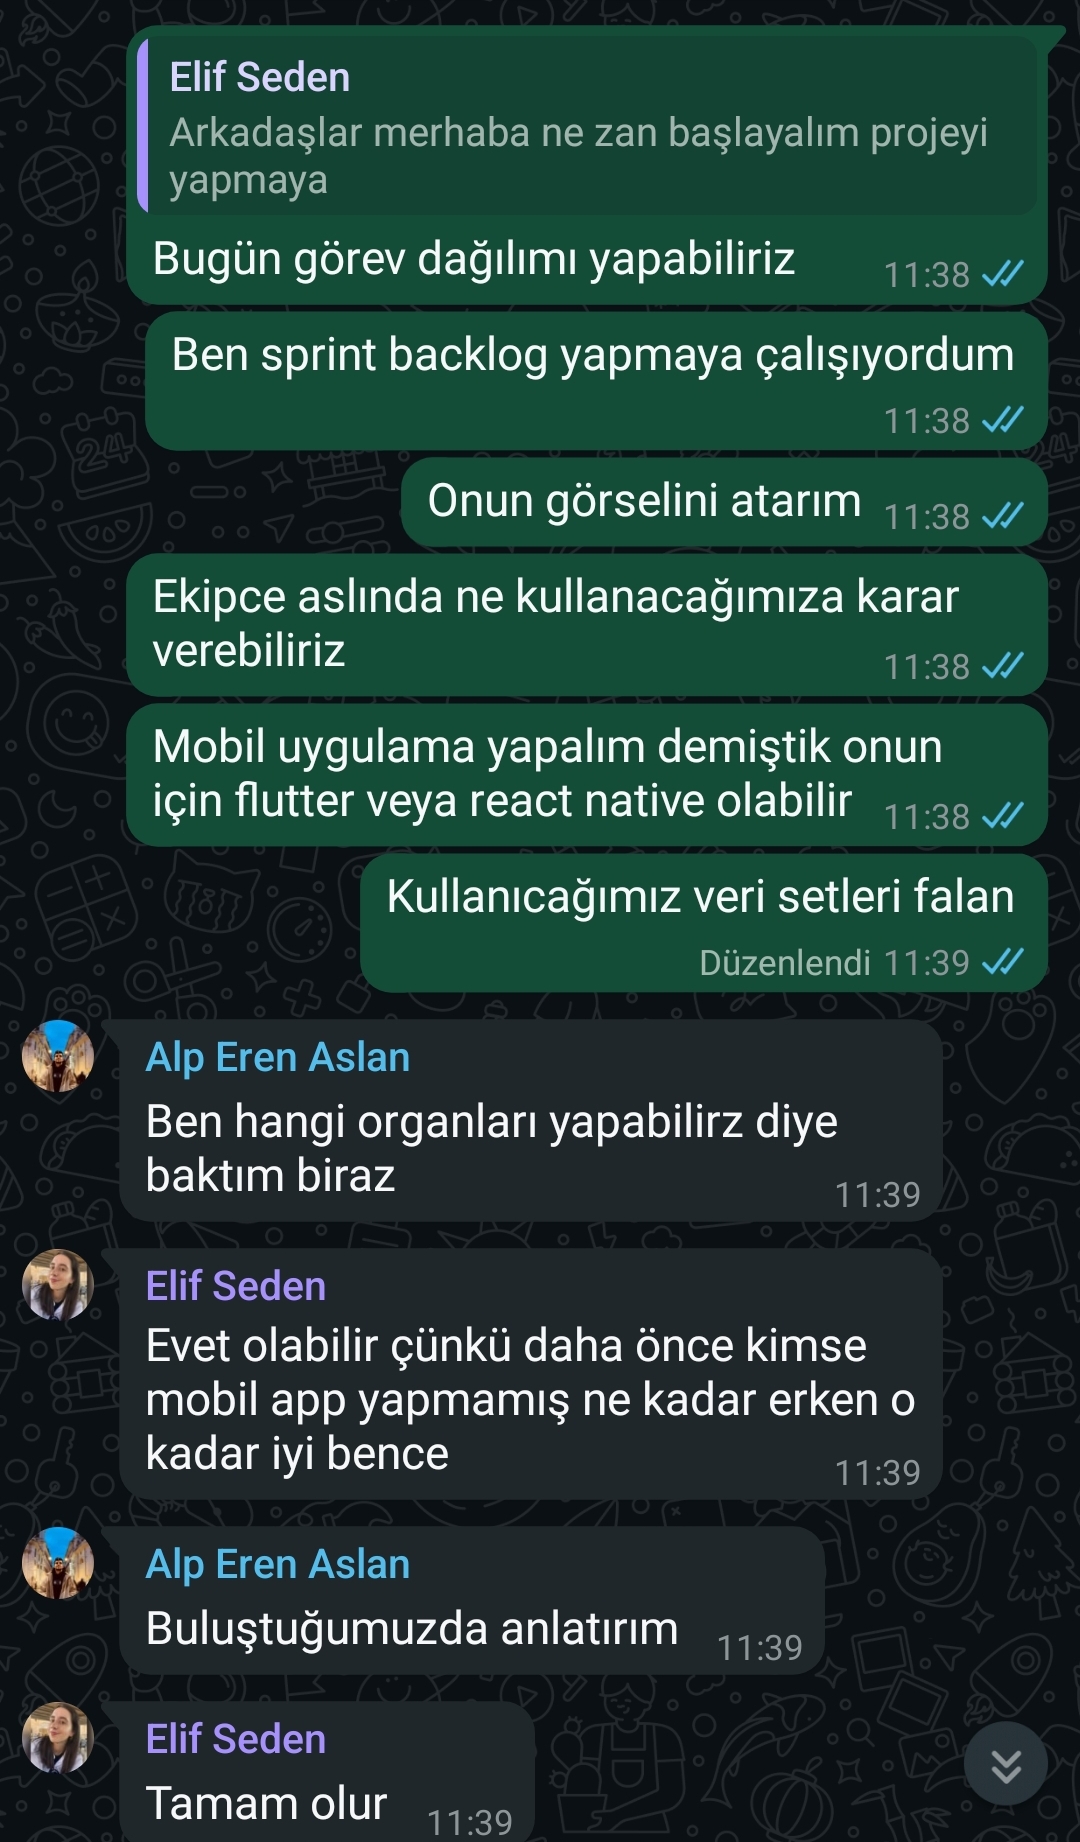 Elif Seden
Arkadaşlar merhaba ne zan başlayalım projeyi
yapmaya
Bugün görev dağılımı yapabiliriz
11:38
Ben sprint backlog yapmaya çalışıyordum
11:38
Onun görselini atarım
11:38
Ekipce aslında ne kullanacağımıza karar
verebiliriz
11:38
Mobil uygulama yapalım demiştik onun
için flutter veya react native olabilir
11:38
Kullanıcağımız veri setleri falan
Düzenlendi 11:39
Alp Eren Aslan
Ben hangi organları yapabilirz diye
baktım biraz
11:39
Elif Seden
Evet olabilir çünkü daha önce kimse
mobil app yapmamış ne kadar erken o
kadar iyi bence
11:39
Alp Eren Aslan
Buluştuğumuzda anlatırım
11:39
Elif Seden
Tamam olur
11:39